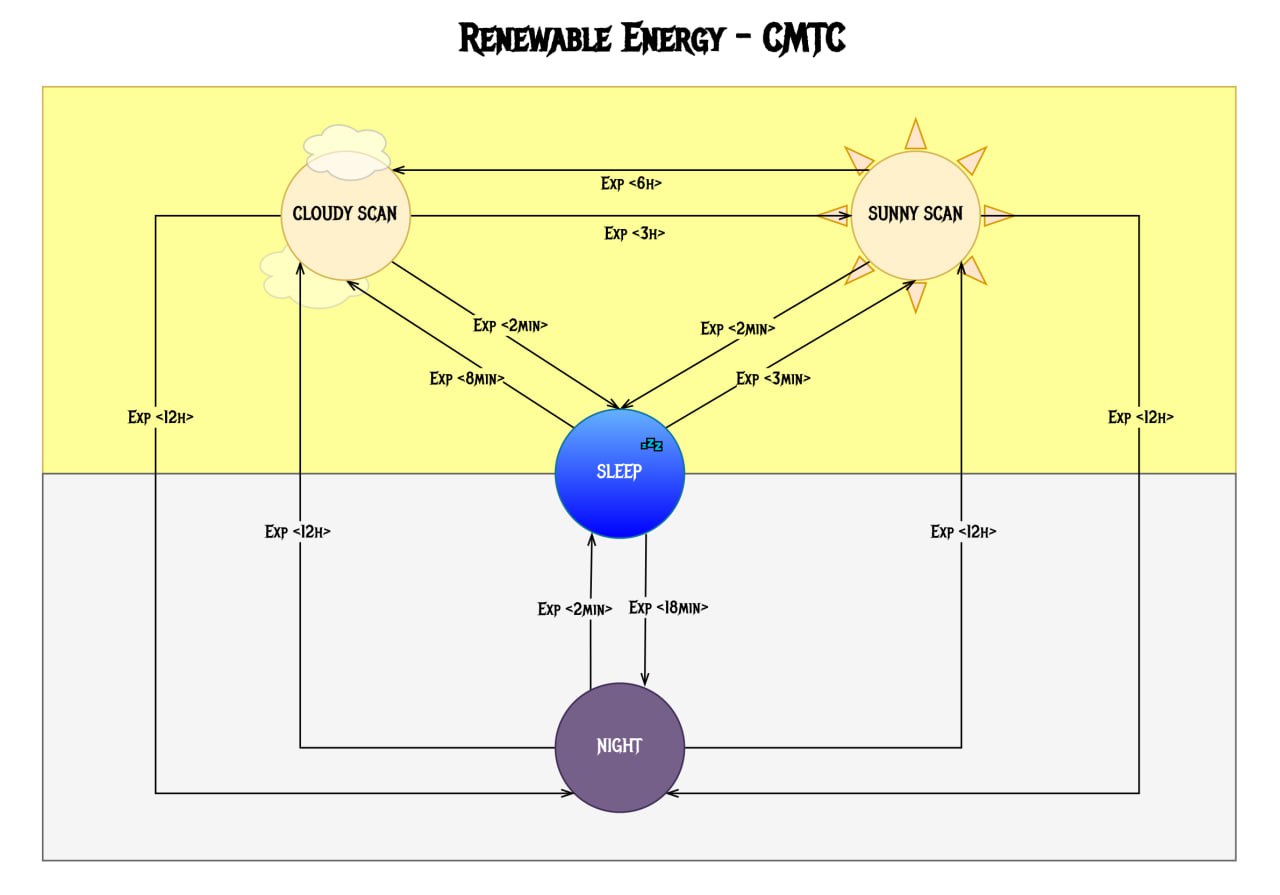 Renewable Energy - CMTC
Exp <6h>
CLOUDY SCAN
SUNNY SCAN
Exp <3h>
Exp <2min>
Exp <2min>
Exp <8min>
Exp <3min>
Exp <12h>
Exp <12h>
zZz
SLEEP
Exp <12h>
Exp <12h>
Exp <2min>
Exp <18min>
NIGHT